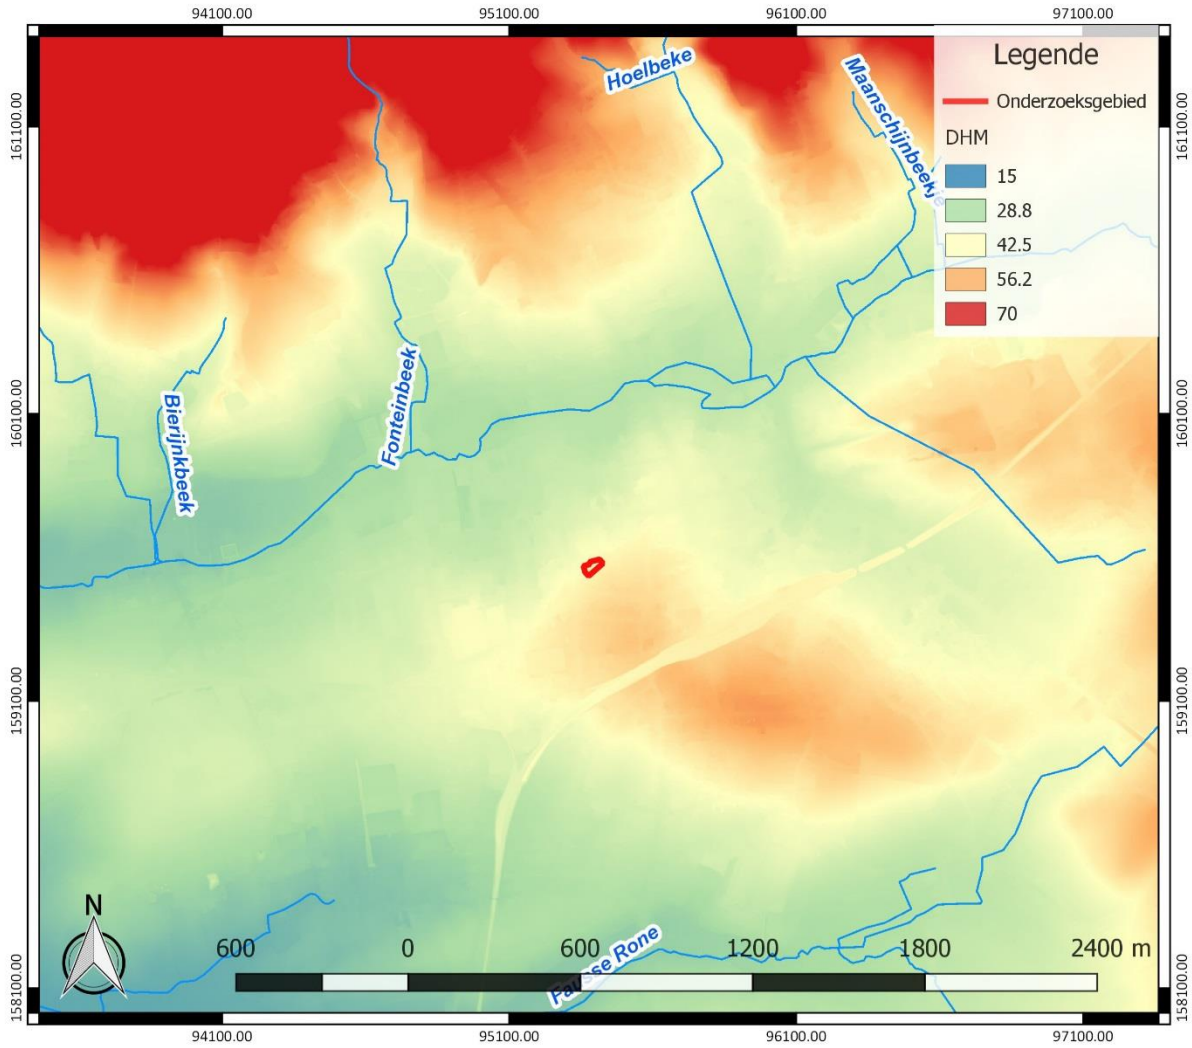 94100.00 95100.00 96100.00 97100.00
Legende
Onderzoeksgebied
DHM
15
28.8
42.5
56.2
70
Hoelbeke
Maanschijnbeekje
161100.00 161100.00
Bierijnkbeek
Fonteinbeek
160100.00 160100.00
159100.00 159100.00
N
600 0 600 1200 1800 2400 m
Fausse Rone
158100.00 158100.00
94100.00 95100.00 96100.00 97100.00